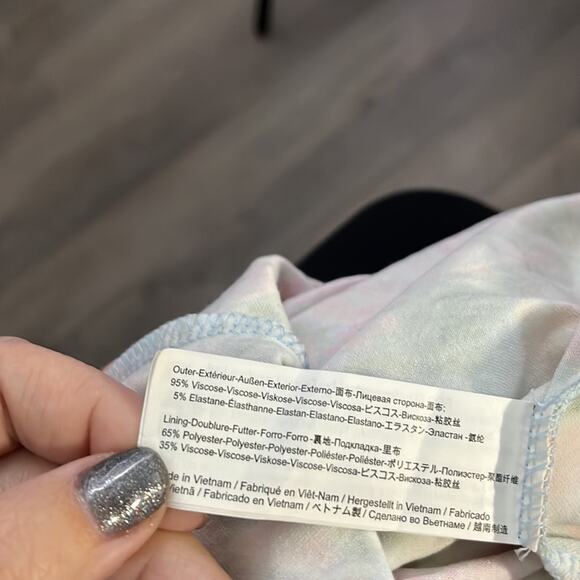 Outer-Extérieur-Außen-Exterior-Externo-面布-Лицевая сторона-面布:
95% Viscose-Viscose-Viskose-Viscose-Viscose-Viscosa-ビスコス-Вискоза-粘胶丝
5% Elastane-Élasthanne-Elastan-Elastano-Elastano-エラスタン-Эластан-氨纶
Lining-Doublure-Futter-Forro-Forro-裏地-Подкладка-里布
65% Polyester-Polyester-Polyester-Poliéster-Poliéster-ポリエステル-Полиэстер-聚酯纤维
35% Viscose-Viscose-Viskose-Viscose-Viscose-Viscosa-ビスコス-Вискоза-粘胶丝
in Vietnam / Fabriqué en Viêt-Nam / Hergestellt in Vietnam / Fabricado
/ Fabricado en Vietnam / ベトナム製 / Сделано во Вьетнаме / 越南制造